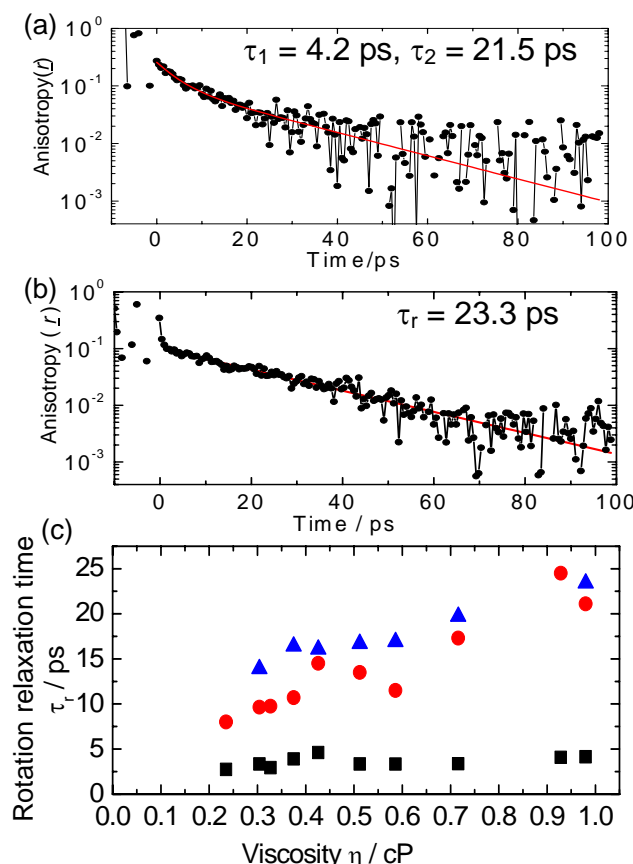 (a)
τ1 = 4.2 ps, τ2 = 21.5 ps
Anisotropy(r)
10^0
10^-1
10^-2
10^-3
0 20 40 60 80 100
Time/ps
(b)
τr = 23.3 ps
Anisotropy (r)
10^0
10^-1
10^-2
10^-3
0 20 40 60 80 100
Time / ps
(c)
Rotation relaxation time
τr / ps
25
20
15
10
5
0
0.0 0.1 0.2 0.3 0.4 0.5 0.6 0.7 0.8 0.9 1.0
Viscosity η / cP